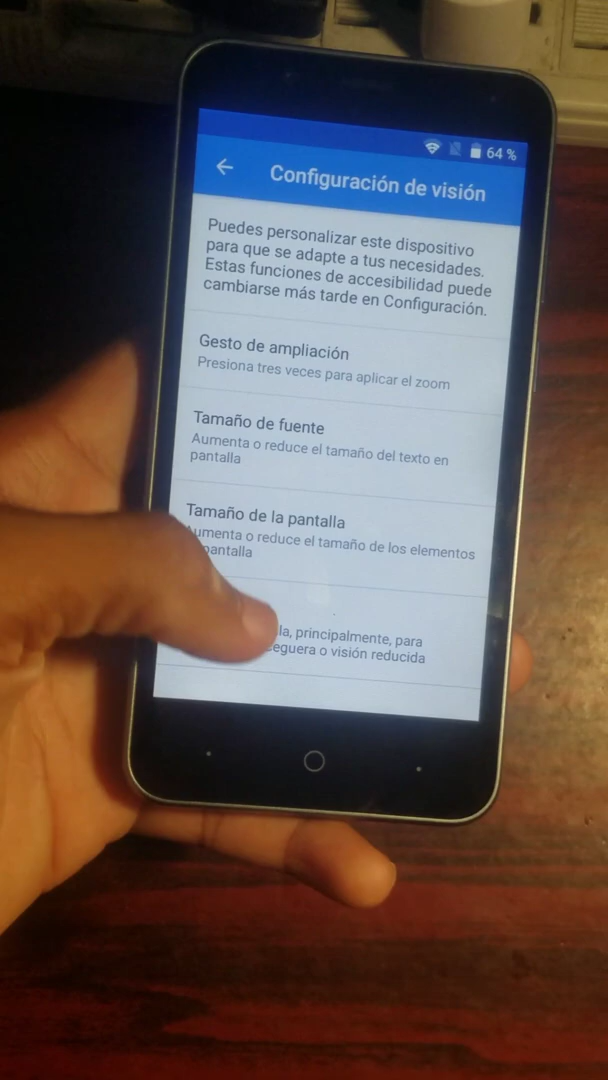 64 %
Configuración de visión
Puedes personalizar este dispositivo
para que se adapte a tus necesidades.
Estas funciones de accesibilidad puede
cambiarse más tarde en Configuración.
Gesto de ampliación
Presiona tres veces para aplicar el zoom
Tamaño de fuente
Aumenta o reduce el tamaño del texto en
pantalla
Tamaño de la pantalla
Aumenta o reduce el tamaño de los elementos
pantalla
la, principalmente, para
ceguera o visión reducida